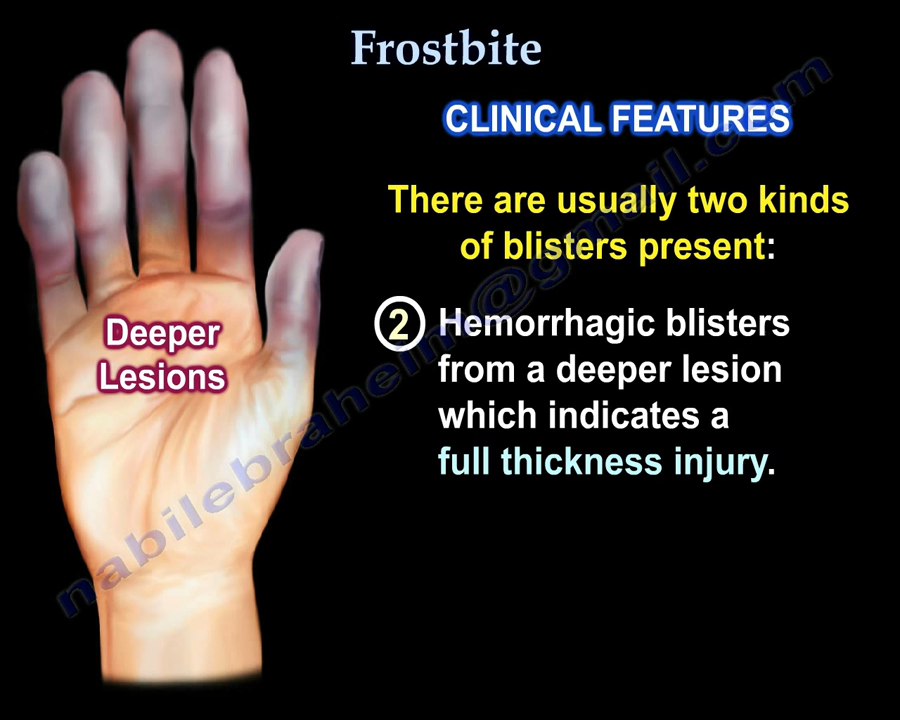 Frostbite
CLINICAL FEATURES
There are usually two kinds
of blisters present:
2 Hemorrhagic blisters
from a deeper lesion
which indicates a
full thickness injury.
Deeper
Lesions
nabilebraheim@gmail.com